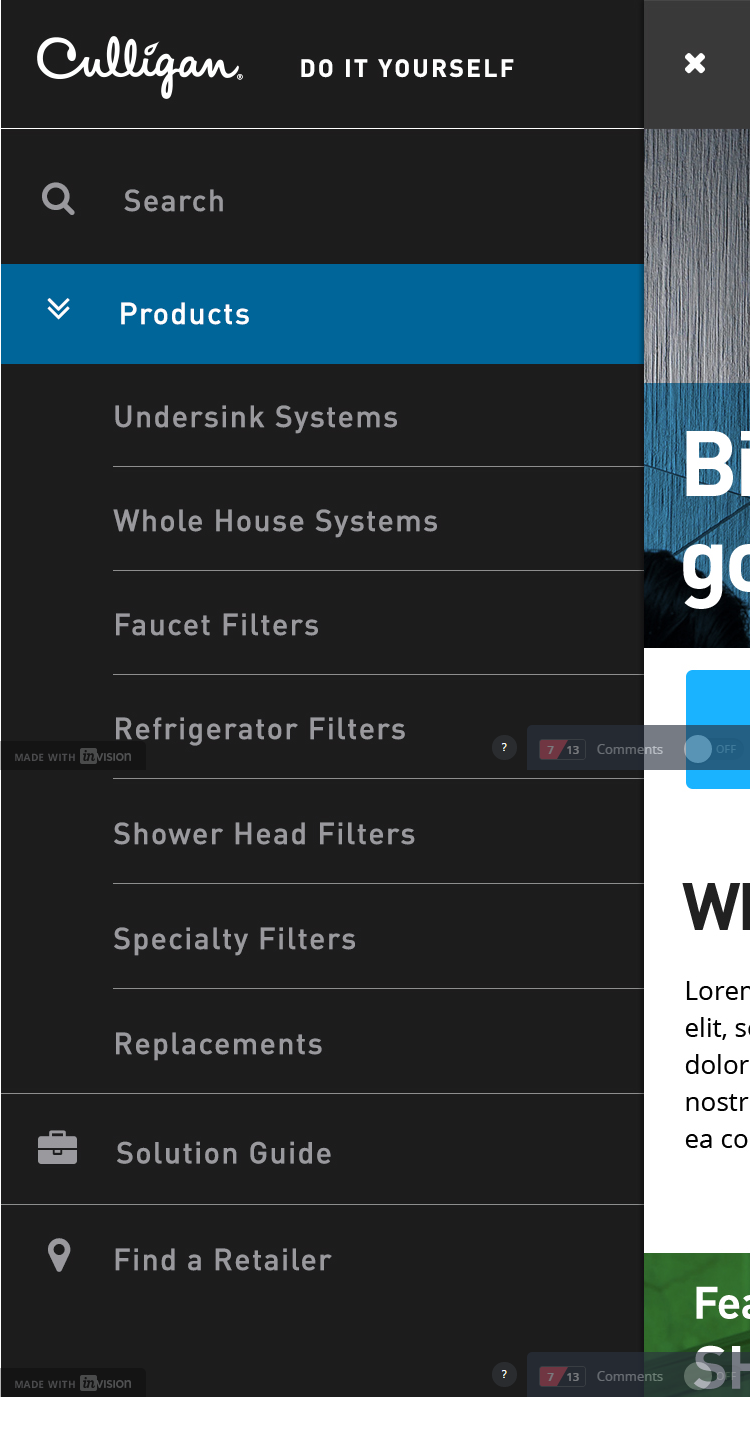 Culligan®
DO IT YOURSELF
Search
Products
Undersink Systems
Whole House Systems
Faucet Filters
Refrigerator Filters
MADE WITH invision
?
7 / 13 Comments
OFF
Shower Head Filters
Specialty Filters
Replacements
Solution Guide
Find a Retailer
MADE WITH invision
?
7 / 13 Comments
OFF
Bi
go
elit, s
dolor
nostr
ea co
Fea
SH